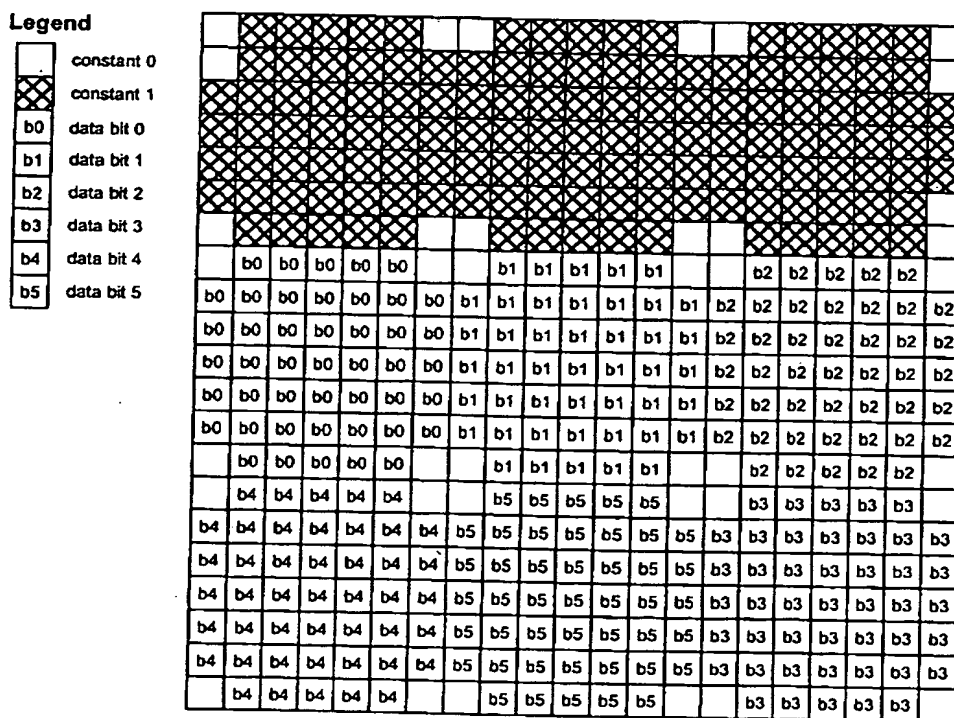 Legend
constant 0
constant 1
b0 data bit 0
b1 data bit 1
b2 data bit 2
b3 data bit 3
b4 data bit 4
b5 data bit 5
b0 b0 b0 b0 b0 b1 b1 b1 b1 b1 b2 b2 b2 b2 b2
b0 b0 b0 b0 b0 b0 b0 b1 b1 b1 b1 b1 b1 b1 b2 b2 b2 b2 b2 b2 b2
b0 b0 b0 b0 b0 b0 b0 b1 b1 b1 b1 b1 b1 b1 b2 b2 b2 b2 b2 b2 b2
b0 b0 b0 b0 b0 b0 b0 b1 b1 b1 b1 b1 b1 b1 b2 b2 b2 b2 b2 b2 b2
b0 b0 b0 b0 b0 b0 b0 b1 b1 b1 b1 b1 b1 b1 b2 b2 b2 b2 b2 b2 b2
b0 b0 b0 b0 b0 b0 b0 b1 b1 b1 b1 b1 b1 b1 b2 b2 b2 b2 b2 b2 b2
b0 b0 b0 b0 b0 b1 b1 b1 b1 b1 b2 b2 b2 b2 b2
b4 b4 b4 b4 b4 b5 b5 b5 b5 b5 b3 b3 b3 b3 b3
b4 b4 b4 b4 b4 b4 b4 b5 b5 b5 b5 b5 b5 b5 b3 b3 b3 b3 b3 b3 b3
b4 b4 b4 b4 b4 b4 b4 b5 b5 b5 b5 b5 b5 b5 b3 b3 b3 b3 b3 b3 b3
b4 b4 b4 b4 b4 b4 b4 b5 b5 b5 b5 b5 b5 b5 b3 b3 b3 b3 b3 b3 b3
b4 b4 b4 b4 b4 b4 b4 b5 b5 b5 b5 b5 b5 b5 b3 b3 b3 b3 b3 b3 b3
b4 b4 b4 b4 b4 b4 b4 b5 b5 b5 b5 b5 b5 b5 b3 b3 b3 b3 b3 b3 b3
b4 b4 b4 b4 b4 b5 b5 b5 b5 b5 b3 b3 b3 b3 b3